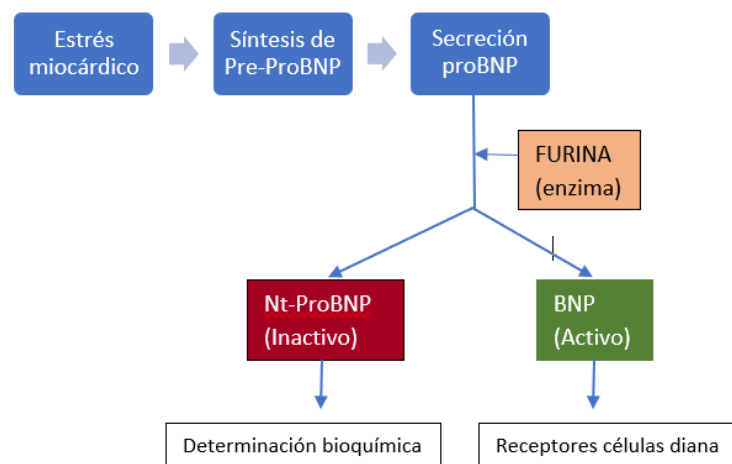 Estrés
miocárdico
Síntesis de
Pre-ProBNP
Secreción
proBNP
FURINA
(enzima)
Nt-ProBNP
(Inactivo)
BNP
(Activo)
Determinación bioquímica
Receptores células diana